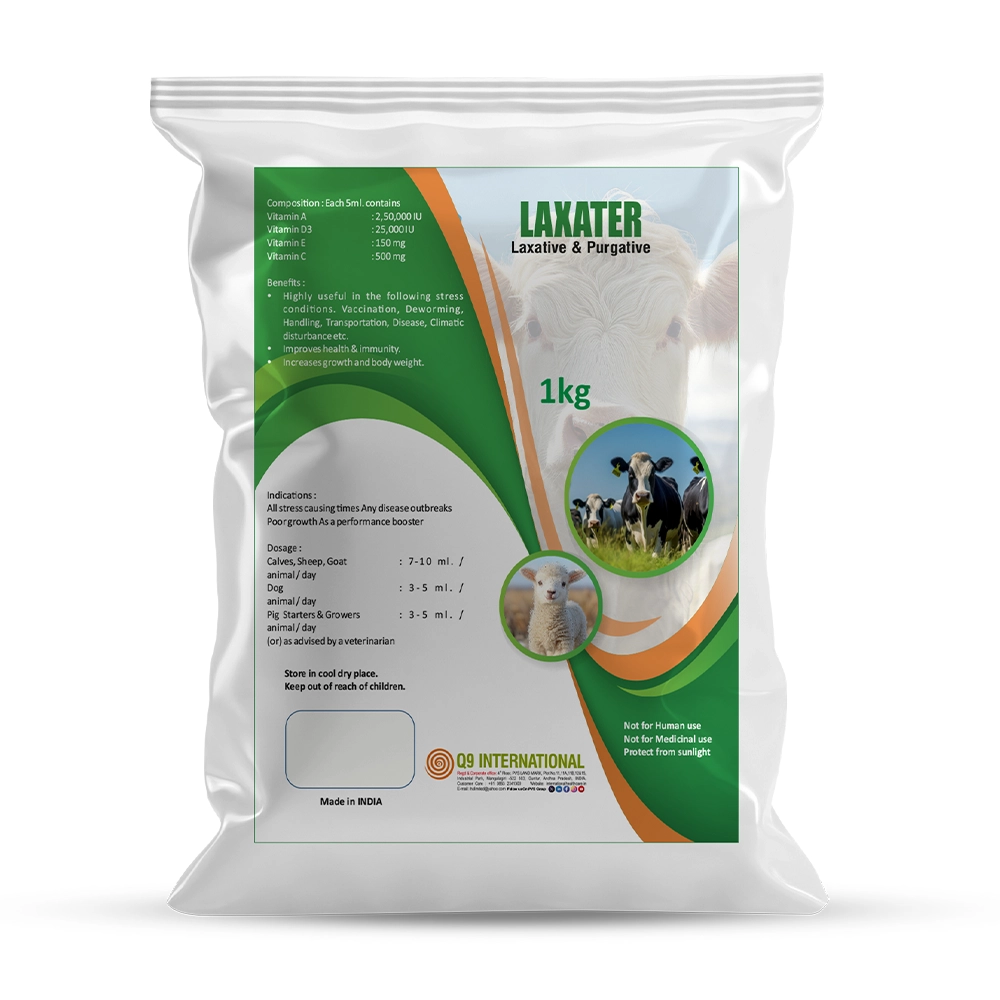 Composition : Each 5ml. contains
Vitamin A : 2,50,000 IU
Vitamin D3 : 25,000 IU
Vitamin E : 150 mg
Vitamin C : 500 mg
Benefits :
• Highly useful in the following stress
conditions. Vaccination, Deworming,
Handling, Transportation, Disease, Climatic
disturbance etc.
• Improves health & immunity.
• Increases growth and body weight.
LAXATER
Laxative & Purgative
1kg
Indications :
All stress causing times Any disease outbreaks
Poor growth As a performance booster
Dosage :
Calves, Sheep, Goat : 7-10 ml. /
animal / day
Dog : 3-5 ml. /
animal / day
Pig Starters & Growers : 3-5 ml. /
animal / day
(or) as advised by a veterinarian
Store in cool dry place.
Keep out of reach of children.
Made in INDIA
Q9 INTERNATIONAL
Not for Human use
Not for Medicinal use
Protect from sunlight